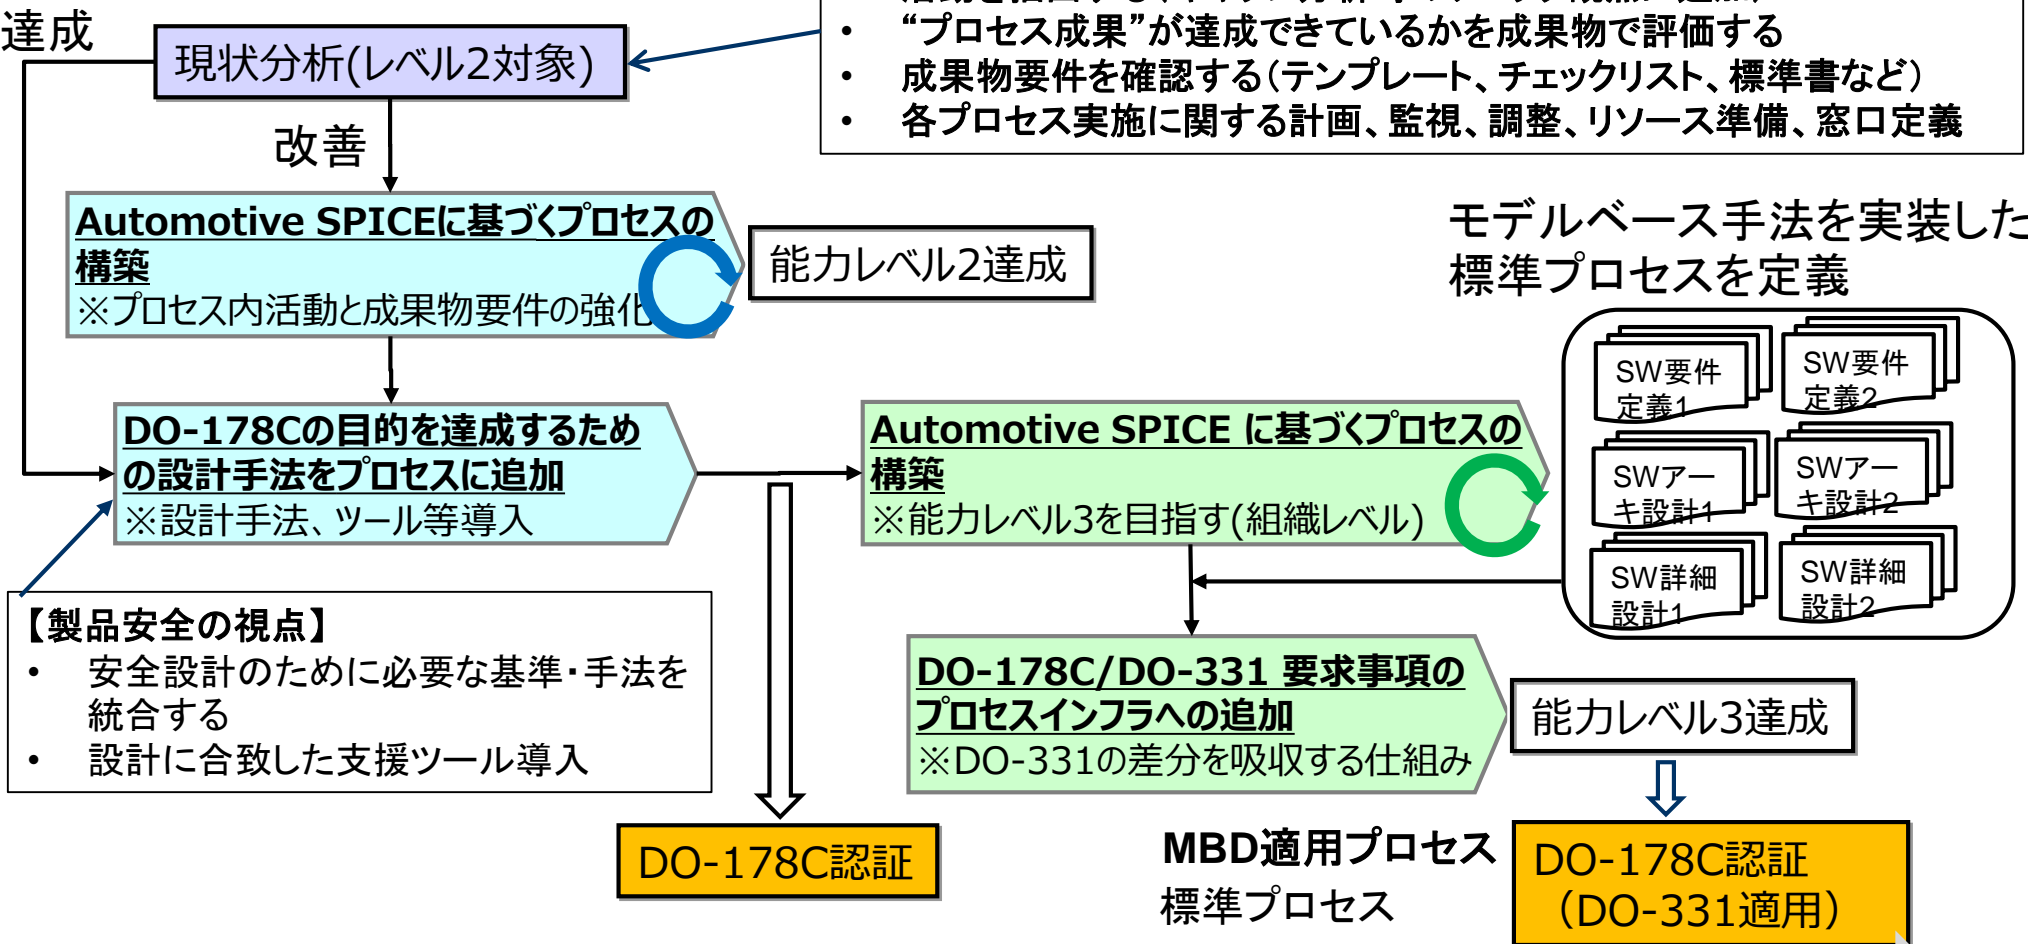 達成
現状分析(レベル2対象)
• “プロセス成果”が達成できているかを成果物で評価する
• 成果物要件を確認する（テンプレート、チェックリスト、標準書など）
• 各プロセス実施に関する計画、監視、調整、リソース準備、窓口定義
改善
Automotive SPICEに基づくプロセスの
構築
※プロセス内活動と成果物要件の強化
能力レベル2達成
モデルベース手法を実装した
標準プロセスを定義
SW要件
定義1
SW要件
定義2
SWアー
キ設計1
SWアー
キ設計2
SW詳細
設計1
SW詳細
設計2
DO-178Cの目的を達成するため
の設計手法をプロセスに追加
※設計手法、ツール等導入
Automotive SPICE に基づくプロセスの
構築
※能力レベル3を目指す(組織レベル)
【製品安全の視点】
• 安全設計のために必要な基準・手法を
統合する
• 設計に合致した支援ツール導入
DO-178C/DO-331 要求事項の
プロセスインフラへの追加
※DO-331の差分を吸収する仕組み
能力レベル3達成
DO-178C認証
MBD適用プロセス
標準プロセス
DO-178C認証
（DO-331適用）